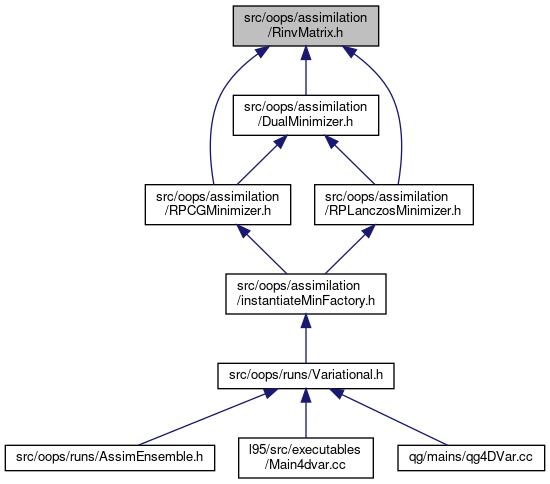 src/oops/assimilation
/RinvMatrix.h
src/oops/assimilation
/DualMinimizer.h
src/oops/assimilation
/RPCGMinimizer.h
src/oops/assimilation
/RPLanczosMinimizer.h
src/oops/assimilation
/instantiateMinFactory.h
src/oops/runs/Variational.h
src/oops/runs/AssimEnsemble.h
l95/src/executables
/Main4dvar.cc
qg/mains/qg4DVar.cc